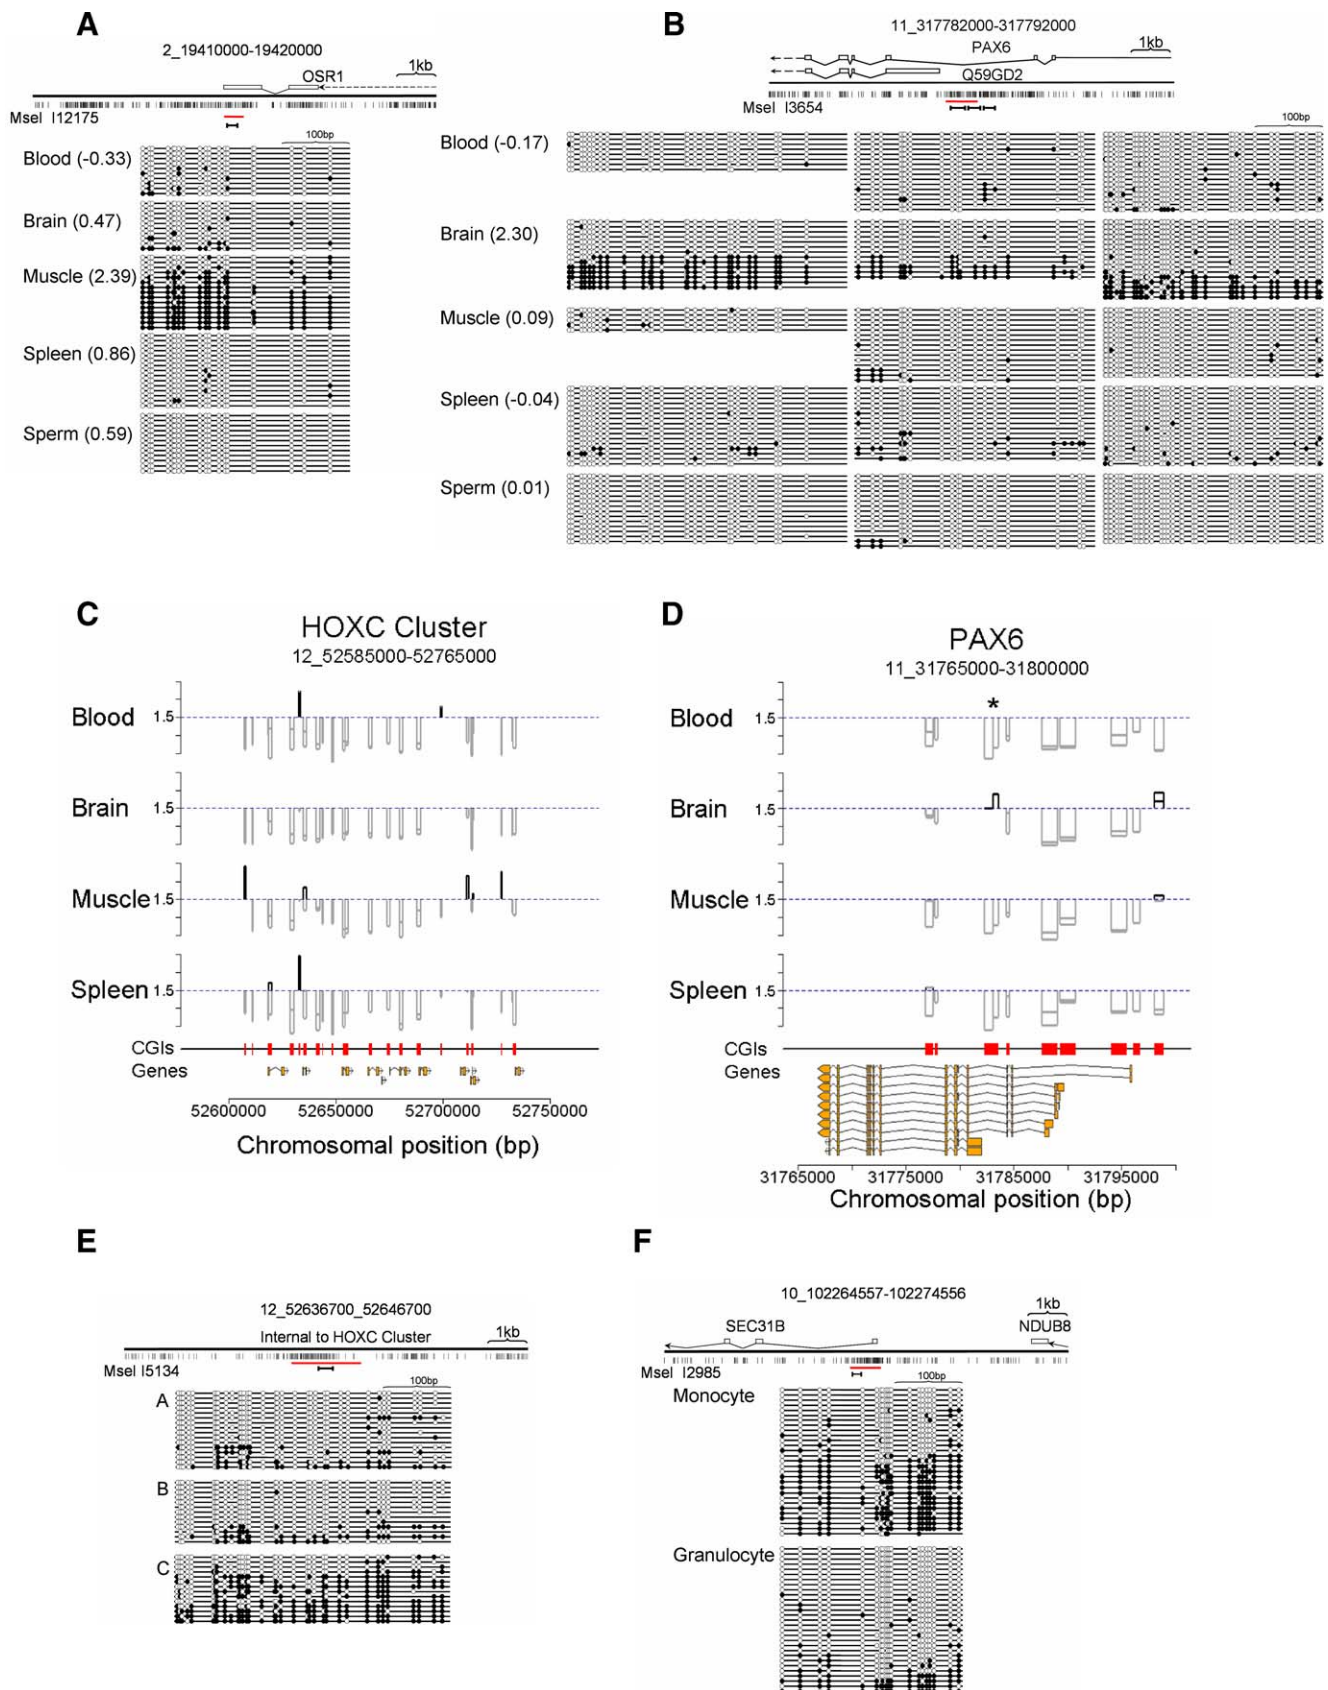 A
2_19410000-19420000
1kb
OSR1
MseI I12175
100bp
Blood (-0.33)
Brain (0.47)
Muscle (2.39)
Spleen (0.86)
Sperm (0.59)
B
11_317782000-317792000
PAX6
1kb
Q59GD2
MseI I3654
100bp
Blood (-0.17)
Brain (2.30)
Muscle (0.09)
Spleen (-0.04)
Sperm (0.01)
C
HOXC Cluster
12_52585000-52765000
Blood 1.5
Brain
Muscle 1.5
Spleen 1.5
CGIs
Genes
52600000 52650000 52700000 52750000
Chromosomal position (bp)
D
PAX6
11_31765000-31800000
*
Blood 1.5
Brain 1.5
Muscle 1.5
Spleen 1.5
CGIs
Genes
31765000 31775000 31785000 31795000
Chromosomal position (bp)
E
12_52636700_52646700
Internal to HOXC Cluster
1kb
MseI I5134
100bp
A
B
C
F
10_102264557-102274556
1kb
SEC31B
NDUB8
MseI I2985
100bp
Monocyte
Granulocyte